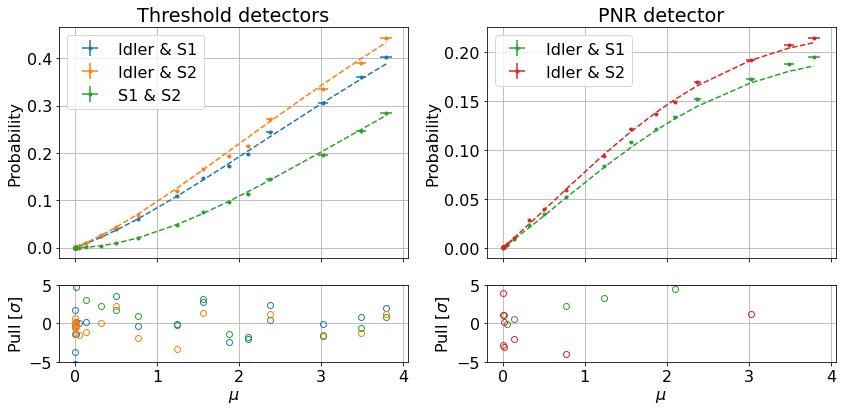 Threshold detectors
Probability
0.4
0.3
0.2
0.1
0.0
Idler & S1
Idler & S2
S1 & S2
Pull [σ]
5
0
−5
0
1
2
3
4
μ
PNR detector
Probability
0.20
0.15
0.10
0.05
0.00
Idler & S1
Idler & S2
Pull [σ]
5
0
−5
0
1
2
3
4
μ